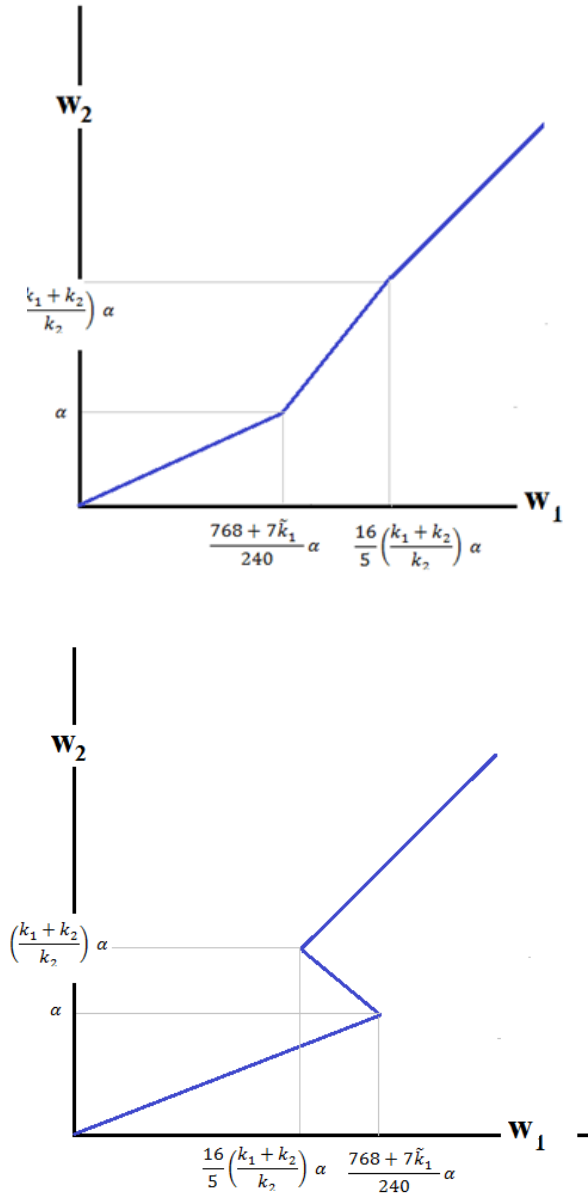 w₂
k₁ + k₂
k₂
) α
α
w₁
768 + 7k̃₁
240
α
16
5
(k₁ + k₂
k₂
) α
w₂
(k₁ + k₂
k₂
) α
α
w₁
16
5
(k₁ + k₂
k₂
) α
768 + 7k̃₁
240
α